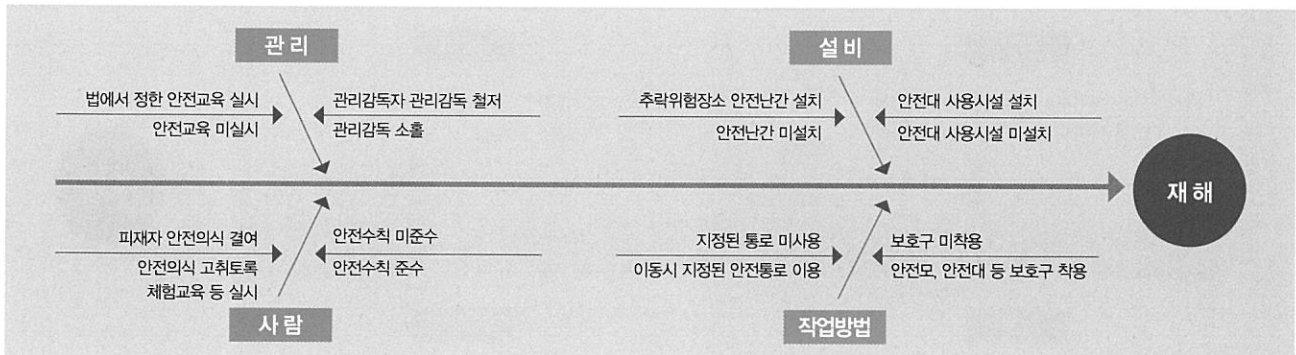 관리
설비
법에서 정한 안전교육 실시
안전교육 미실시
관리감독자 관리감독 철저
관리감독 소홀
추락위험장소 안전난간 설치
안전난간 미설치
안전대 사용시설 설치
안전대 사용시설 미설치
재해
피재자 안전의식 결여
안전의식 고취토록
체험교육 등 실시
안전수칙 미준수
안전수칙 준수
지정된 통로 미사용
이동시 지정된 안전통로 이용
보호구 미착용
안전모, 안전대 등 보호구 착용
사람
작업방법